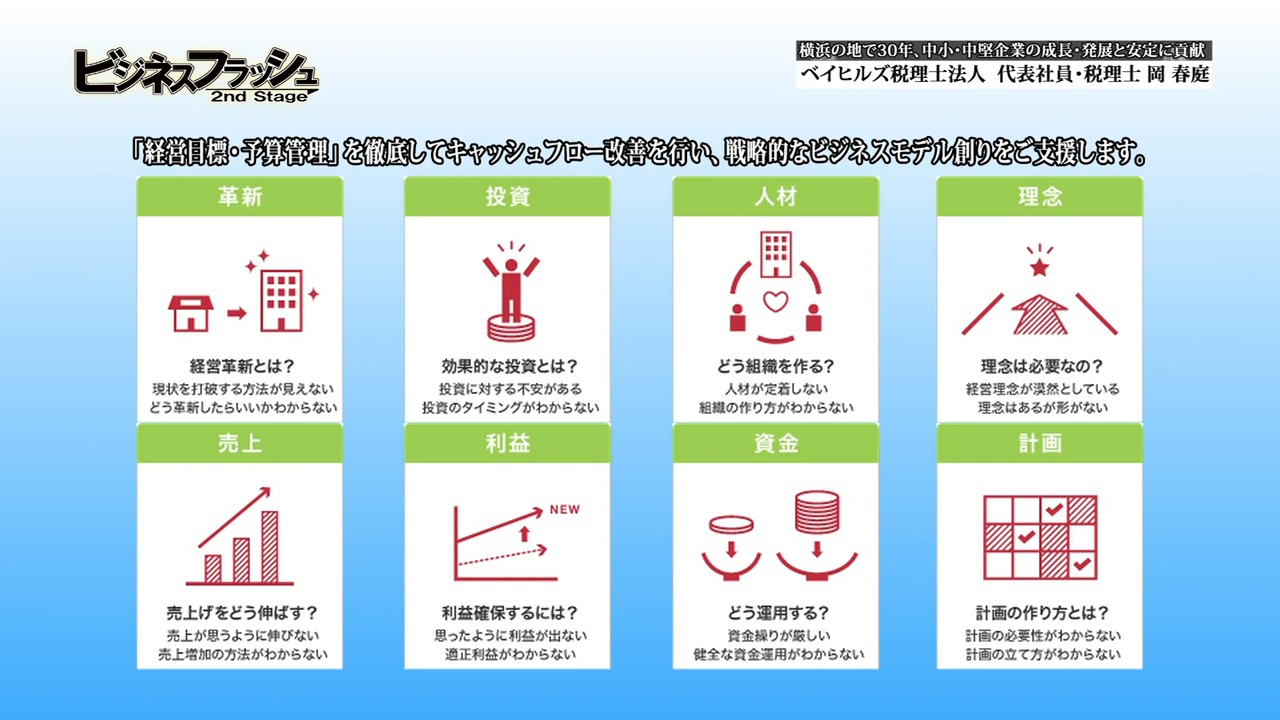 ビジネスフラッシュ
2nd Stage
横浜の地で30年、中小・中堅企業の成長・発展と安定に貢献
ベイヒルズ税理士法人 代表社員・税理士 岡 春庭
「経営目標・予算管理」を徹底してキャッシュフロー改善を行い、戦略的なビジネスモデル創りをご支援します。
革新
経営革新とは?
現状を打破する方法が見えない
どう革新したらいいかわからない
投資
効果的な投資とは?
投資に対する不安がある
投資のタイミングがわからない
人材
どう組織を作る?
人材が定着しない
組織の作り方がわからない
理念
理念は必要なの?
経営理念が漠然としている
理念はあるが形がない
売上
売上げをどう伸ばす?
売上が思うように伸びない
売上増加の方法がわからない
利益
NEW
利益確保するには?
思ったように利益が出ない
適正利益がわからない
資金
どう運用する?
資金繰りが厳しい
健全な資金運用がわからない
計画
計画の作り方とは?
計画の必要性がわからない
計画の立て方がわからない